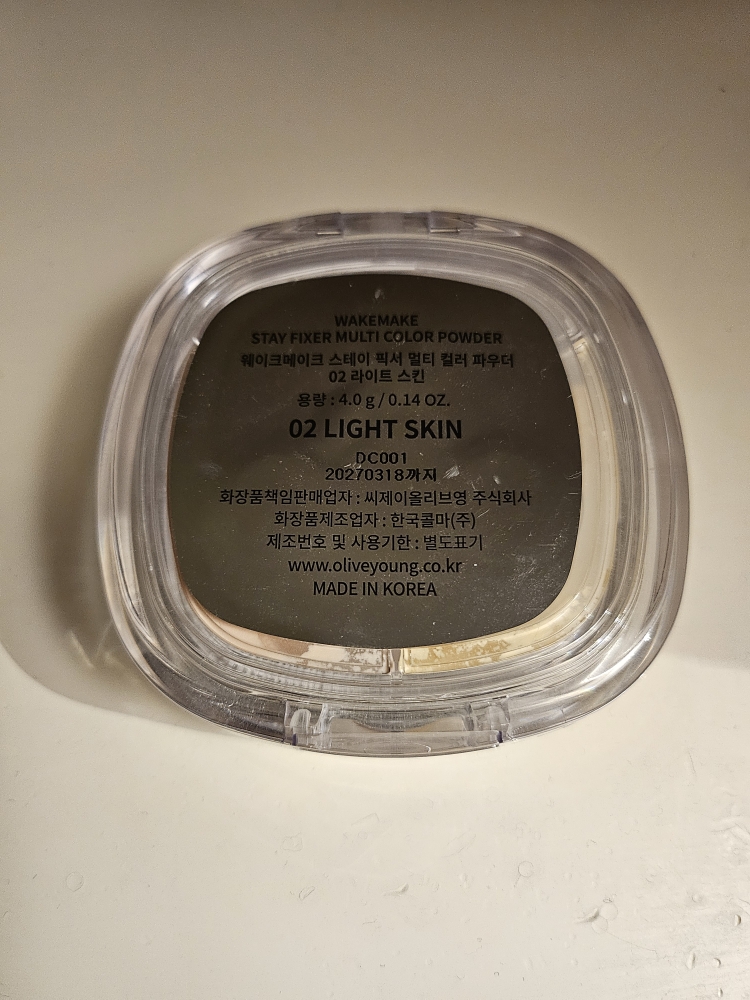 WAKEMAKE
STAY FIXER MULTI COLOR POWDER
웨이크메이크 스테이 픽서 멀티 컬러 파우더
02 라이트 스킨
용량 : 4.0 g / 0.14 OZ.
02 LIGHT SKIN
DC001
20270318까지
화장품책임판매업자 : 씨제이올리브영 주식회사
화장품제조업자 : 한국콜마(주)
제조번호 및 사용기한 : 별도표기
www.oliveyoung.co.kr
MADE IN KOREA